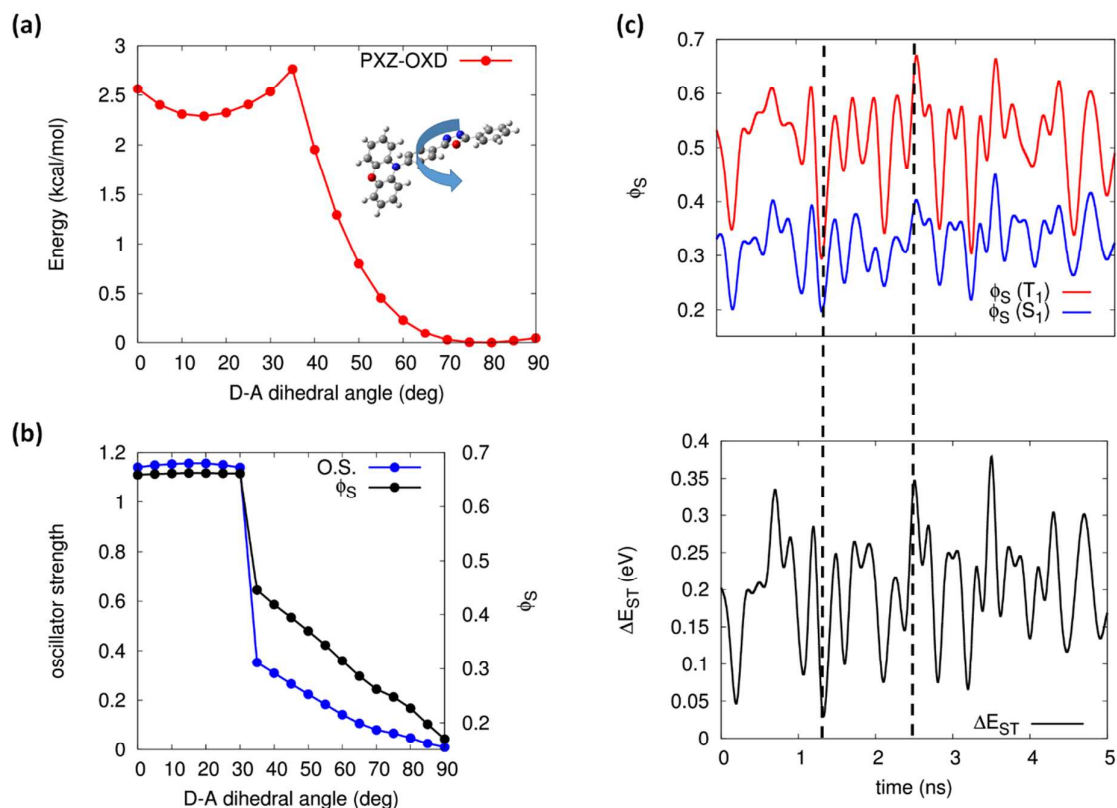 (a)
3
2.5
2
1.5
1
0.5
0
Energy (kcal/mol)
PXZ-OXD
0 10 20 30 40 50 60 70 80 90
D-A dihedral angle (deg)
(b)
1.2
1
0.8
0.6
0.4
0.2
0
oscillator strength
O.S.
ϕS
0.7
0.6
0.5
0.4
0.3
0.2
ϕS
0 10 20 30 40 50 60 70 80 90
D-A dihedral angle (deg)
(c)
0.7
0.6
0.5
0.4
0.3
0.2
ϕS
ϕS (T1)
ϕS (S1)
0.4
0.35
0.3
0.25
0.2
0.15
0.1
0.05
0
ΔEST (eV)
ΔEST
0 1 2 3 4 5
time (ns)